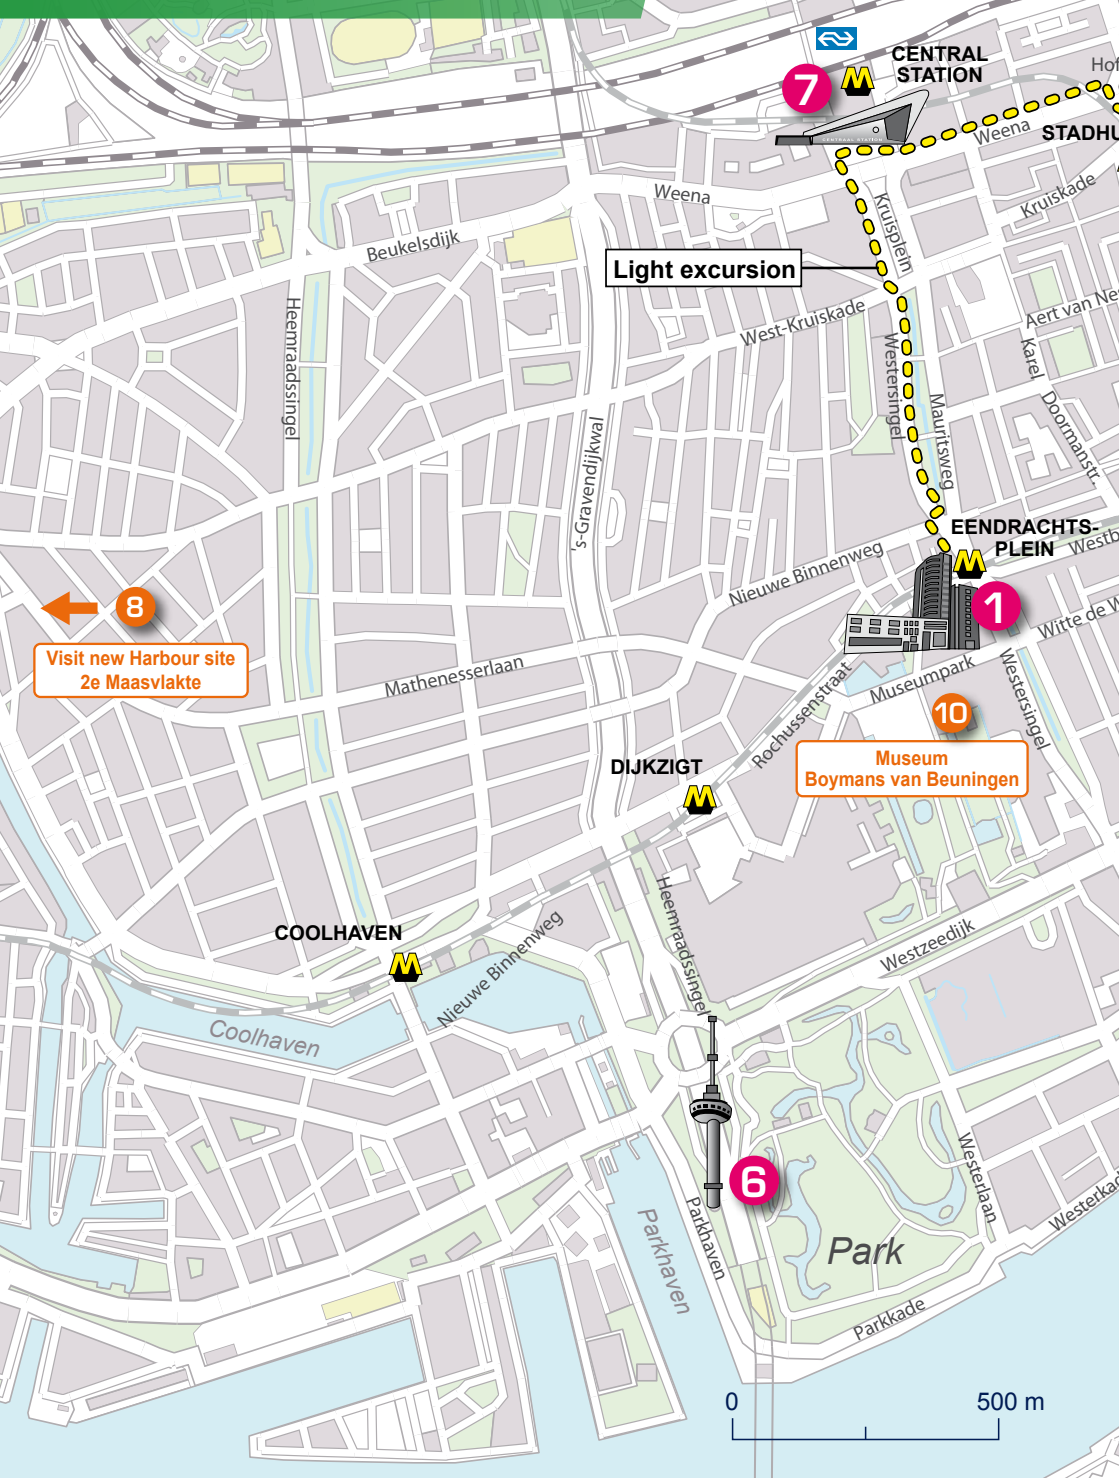 CENTRAL
STATION
7
CENTRAAL STATION
Hof
Weena
STADHU
Weena
Kruiskade
Kruisplein
Beukelsdijk
Light excursion
Heemraadssingel
West-Kruiskade
Aert van Ne
Westersingel
Karel Doormanstr.
Mauritsweg
's-Gravendijkwal
EENDRACHTS-
PLEIN
Westb
Nieuwe Binnenweg
8
1
Witte de W
Visit new Harbour site
2e Maasvlakte
Mathenesserlaan
Museumpark
Westersingel
Rochussenstraat
10
Museum
Boymans van Beuningen
DIJKZIGT
Heemraadssingel
COOLHAVEN
Nieuwe Binnenweg
Westzeedijk
Coolhaven
6
Westerlaan
Westerkad
Parkhaven
Parkhaven
Park
Parkkade
0
500 m